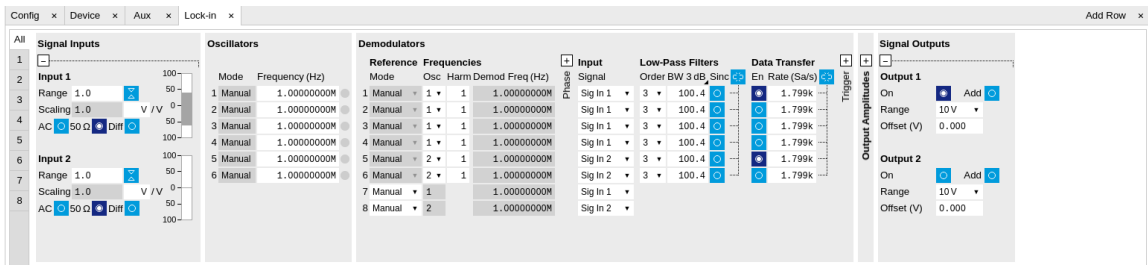 Config × Device × Aux × Lock-in × Add Row ×
All
1
2
3
4
5
6
7
8
Signal Inputs
Input 1
Range 1.0
Scaling 1.0 V / V
AC 50 Ω Diff
100
50
0
50
100
Input 2
Range 1.0
Scaling 1.0 V / V
AC 50 Ω Diff
100
50
0
50
100
Oscillators
Mode Frequency (Hz)
1 Manual 1.00000000M
2 Manual 1.00000000M
3 Manual 1.00000000M
4 Manual 1.00000000M
5 Manual 1.00000000M
6 Manual 1.00000000M
Demodulators
Reference Frequencies
Mode Osc Harm Demod Freq (Hz)
1 Manual 1 1 1.00000000M
2 Manual 1 1 1.00000000M
3 Manual 1 1 1.00000000M
4 Manual 1 1 1.00000000M
5 Manual 2 1 1.00000000M
6 Manual 2 1 1.00000000M
7 Manual 1 1.00000000M
8 Manual 2 1.00000000M
Phase
Input
Signal
Sig In 1
Sig In 1
Sig In 1
Sig In 1
Sig In 2
Sig In 2
Sig In 1
Sig In 2
Low-Pass Filters
Order BW 3 dB Sinc
3 100.4
3 100.4
3 100.4
3 100.4
3 100.4
3 100.4
Data Transfer
En Rate (Sa/s)
1.799k
1.799k
1.799k
1.799k
1.799k
1.799k
Trigger
Output Amplitudes
Signal Outputs
Output 1
On Add
Range 10 V
Offset (V) 0.000
Output 2
On Add
Range 10 V
Offset (V) 0.000